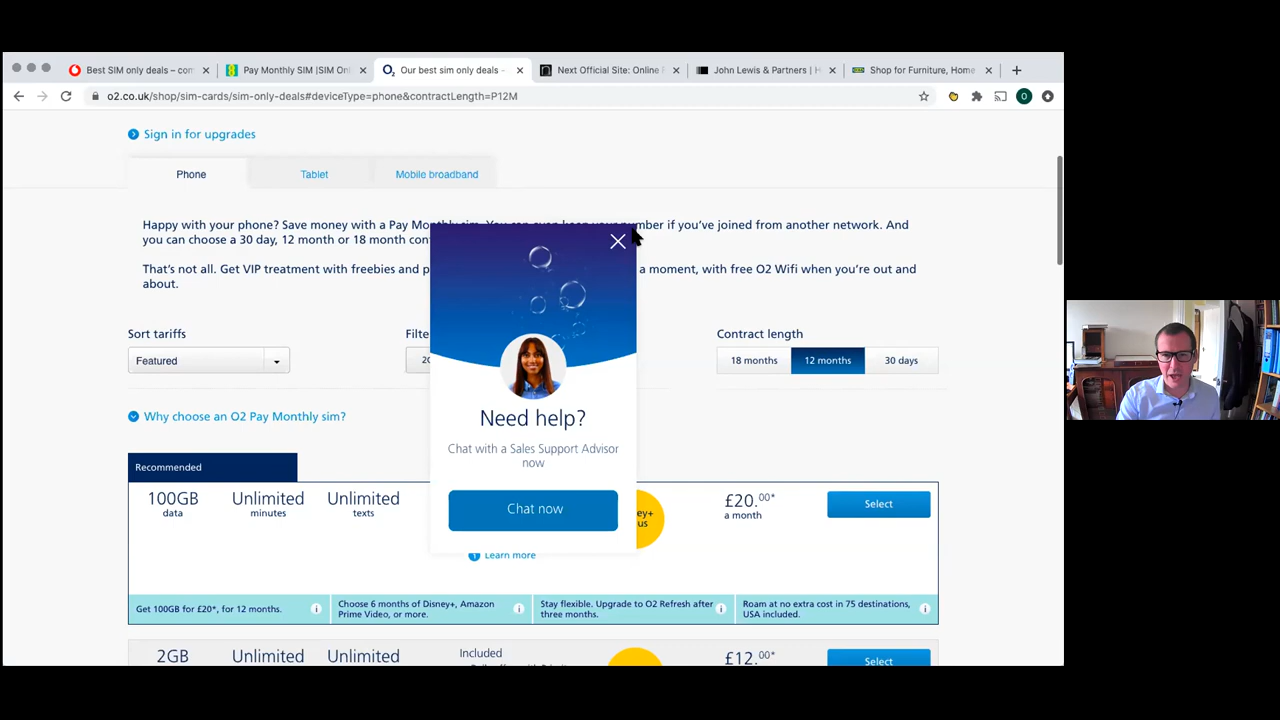 Best SIM only deals – com
Pay Monthly SIM |SIM On
Our best sim only deals -
Next Official Site: Online F
John Lewis & Partners | H
Shop for Furniture, Home
o2.co.uk/shop/sim-cards/sim-only-deals#deviceType=phone&contractLength=P12M
O
Sign in for upgrades
Phone
Tablet
Mobile broadband
Happy with your phone? Save money with a Pay Monthly sim. You can even keep your number if you've joined from another network. And
you can choose a 30 day, 12 month or 18 month con
That's not all. Get VIP treatment with freebies and p
a moment, with free O2 Wifi when you're out and
about.
Sort tariffs
Filte
Contract length
Featured
20
18 months
12 months
30 days
Why choose an O2 Pay Monthly sim?
Need help?
Chat with a Sales Support Advisor
now
Chat now
Recommended
100GB
data
Unlimited
minutes
Unlimited
texts
ey+
us
£20.00*
a month
Select
Learn more
Get 100GB for £20*, for 12 months.
Choose 6 months of Disney+, Amazon
Prime Video, or more.
Stay flexible. Upgrade to O2 Refresh after
three months.
Roam at no extra cost in 75 destinations,
USA included.
2GB
Unlimited
Unlimited
Included
£12.00*
Select